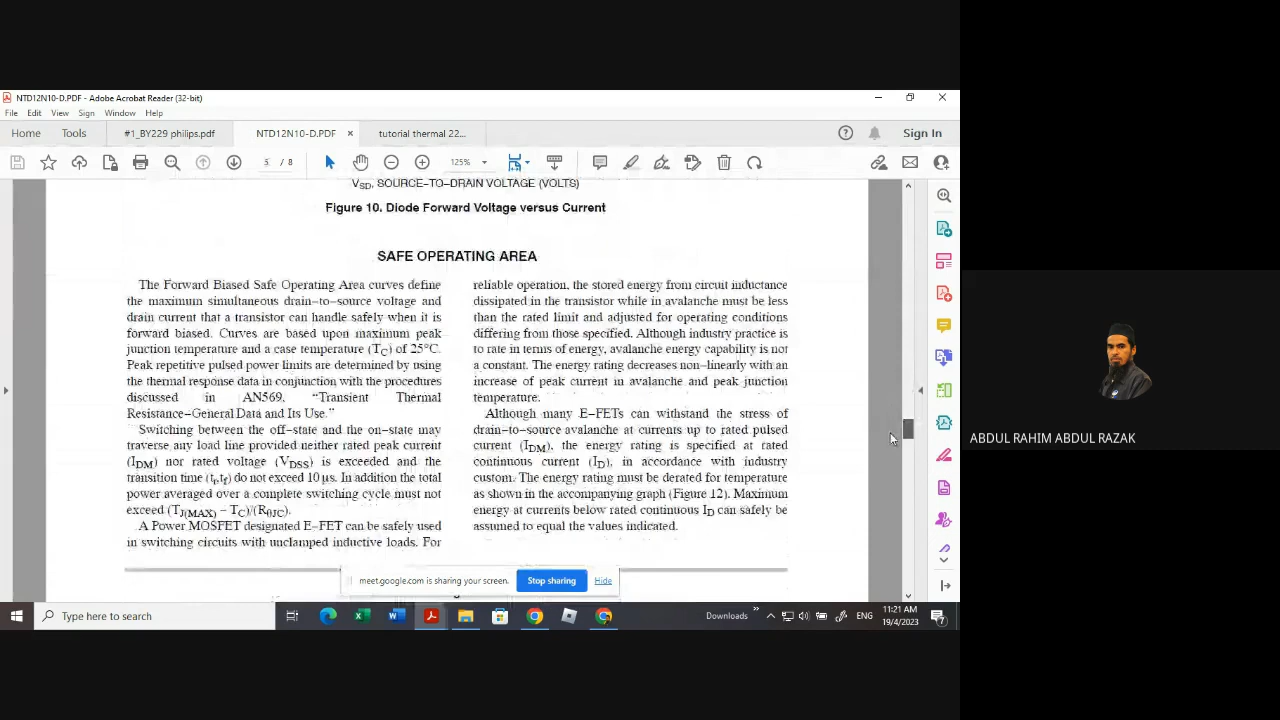 NTD12N10-D.PDF - Adobe Acrobat Reader (32-bit)
File Edit View Sign Window Help
Home Tools #1_BY229 philips.pdf NTD12N10-D.PDF × tutorial thermal 22... Sign In
5 / 8 125%
VSD, SOURCE−TO−DRAIN VOLTAGE (VOLTS)
Figure 10. Diode Forward Voltage versus Current
SAFE OPERATING AREA
The Forward Biased Safe Operating Area curves define
the maximum simultaneous drain−to−source voltage and
drain current that a transistor can handle safely when it is
forward biased. Curves are based upon maximum peak
junction temperature and a case temperature (TC) of 25°C.
Peak repetitive pulsed power limits are determined by using
the thermal response data in conjunction with the procedures
discussed in AN569, “Transient Thermal
Resistance−General Data and Its Use.”
Switching between the off−state and the on−state may
traverse any load line provided neither rated peak current
(IDM) nor rated voltage (VDSS) is exceeded and the
transition time (tr,tf) do not exceed 10 μs. In addition the total
power averaged over a complete switching cycle must not
exceed (TJ(MAX) − TC)/(RθJC).
A Power MOSFET designated E−FET can be safely used
in switching circuits with unclamped inductive loads. For
reliable operation, the stored energy from circuit inductance
dissipated in the transistor while in avalanche must be less
than the rated limit and adjusted for operating conditions
differing from those specified. Although industry practice is
to rate in terms of energy, avalanche energy capability is not
a constant. The energy rating decreases non−linearly with an
increase of peak current in avalanche and peak junction
temperature.
Although many E−FETs can withstand the stress of
drain−to−source avalanche at currents up to rated pulsed
current (IDM), the energy rating is specified at rated
continuous current (ID), in accordance with industry
custom. The energy rating must be derated for temperature
as shown in the accompanying graph (Figure 12). Maximum
energy at currents below rated continuous ID can safely be
assumed to equal the values indicated.
meet.google.com is sharing your screen. Stop sharing Hide
Type here to search
Downloads ENG
11:21 AM
19/4/2023
ABDUL RAHIM ABDUL RAZAK